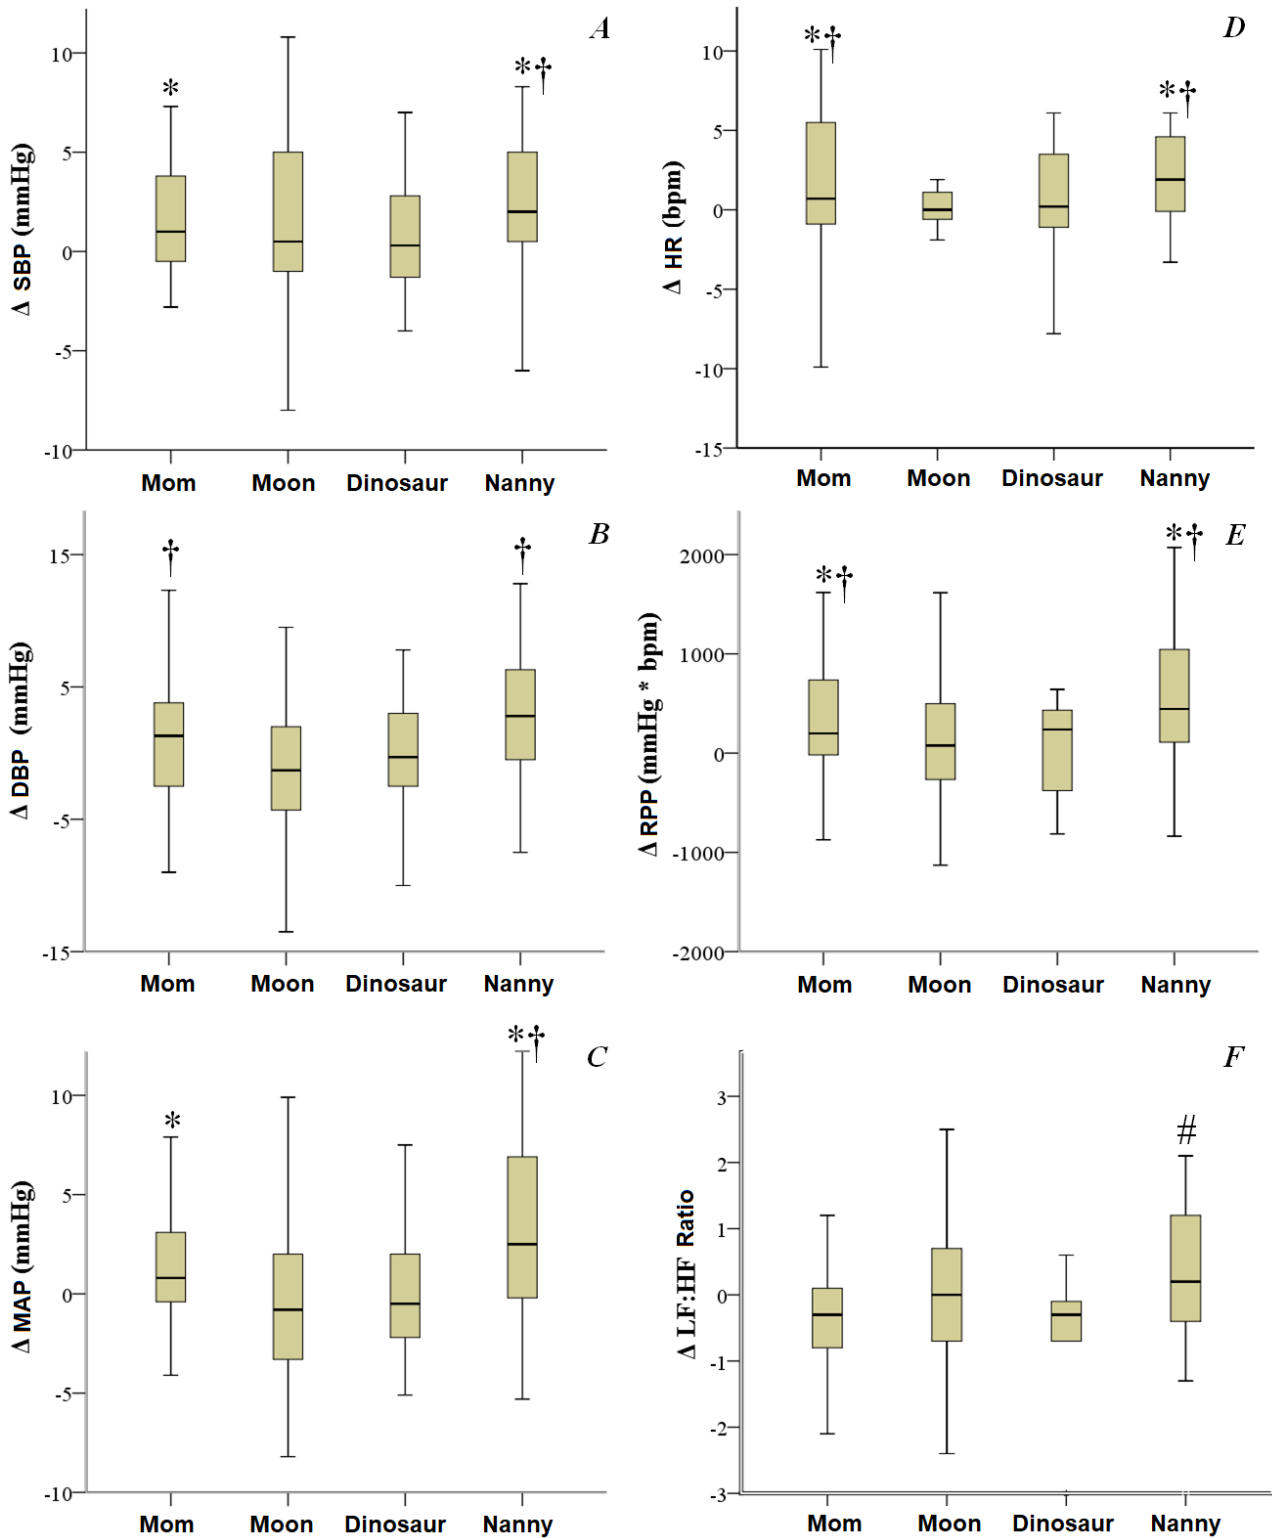 A
Δ SBP (mmHg)
10
5
0
-5
-10
*
*†
Mom Moon Dinosaur Nanny
D
Δ HR (bpm)
10
5
0
-5
-10
-15
*†
*†
Mom Moon Dinosaur Nanny
B
Δ DBP (mmHg)
15
5
-5
-15
†
†
Mom Moon Dinosaur Nanny
E
Δ RPP (mmHg * bpm)
2000
1000
0
-1000
-2000
*†
*†
Mom Moon Dinosaur Nanny
C
Δ MAP (mmHg)
10
5
0
-5
-10
*
*†
Mom Moon Dinosaur Nanny
F
Δ LF:HF Ratio
3
2
1
0
-1
-2
-3
#
Mom Moon Dinosaur Nanny